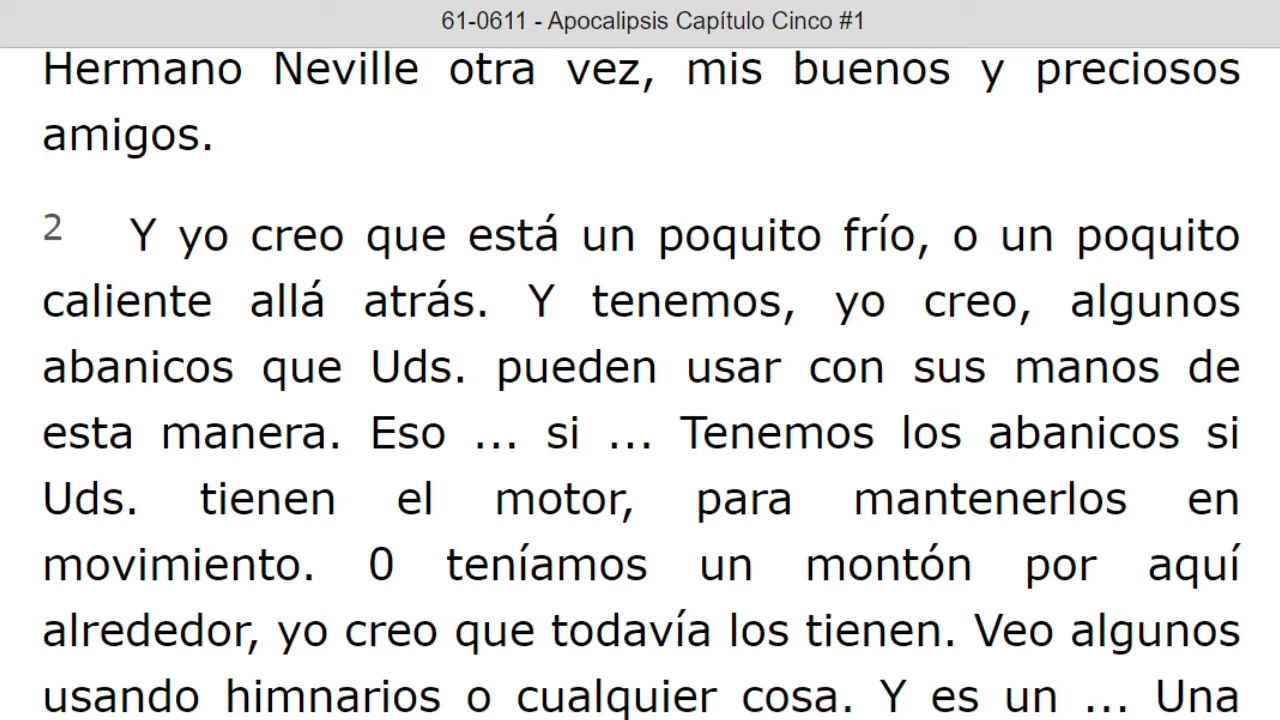 61-0611 - Apocalipsis Capítulo Cinco #1
Hermano Neville otra vez, mis buenos y preciosos
amigos.
2 Y yo creo que está un poquito frío, o un poquito
caliente allá atrás. Y tenemos, yo creo, algunos
abanicos que Uds. pueden usar con sus manos de
esta manera. Eso ... si ... Tenemos los abanicos si
Uds. tienen el motor, para mantenerlos en
movimiento. 0 teníamos un montón por aquí
alrededor, yo creo que todavía los tienen. Veo algunos
usando himnarios o cualquier cosa. Y es un ... Una